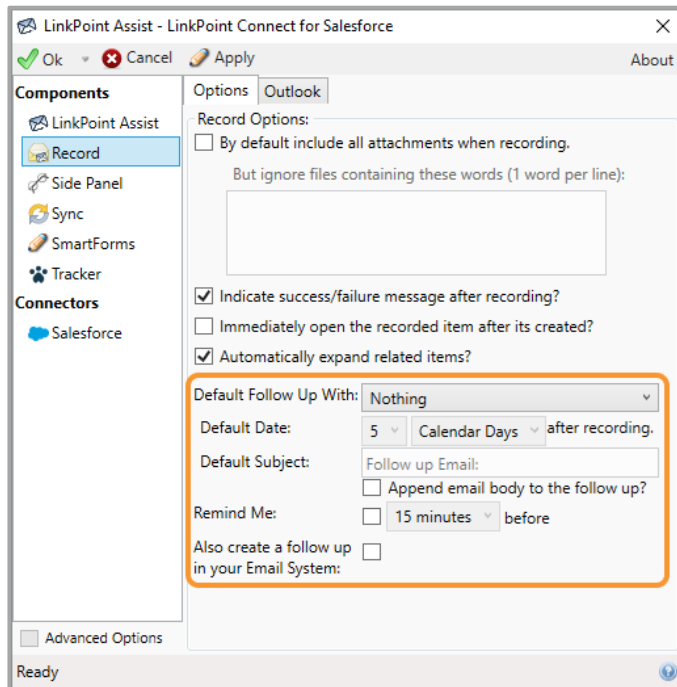 LinkPoint Assist - LinkPoint Connect for Salesforce
Ok Cancel Apply About
Components
LinkPoint Assist
Record
Side Panel
Sync
SmartForms
Tracker
Connectors
Salesforce
Advanced Options
Options Outlook
Record Options:
By default include all attachments when recording.
But ignore files containing these words (1 word per line):
Indicate success/failure message after recording?
Immediately open the recorded item after its created?
Automatically expand related items?
Default Follow Up With: Nothing
Default Date: 5 Calendar Days after recording.
Default Subject: Follow up Email:
Append email body to the follow up?
Remind Me: 15 minutes before
Also create a follow up
in your Email System:
Ready